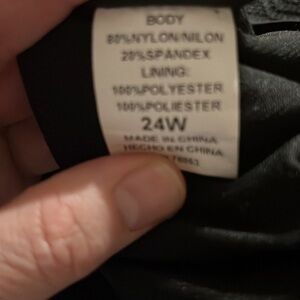 BODY
80%NYLON/NILON
20%SPANDEX
LINING:
100%POLYESTER
100%POLIESTER
24W
MADE IN CHINA
HECHO EN CHINA